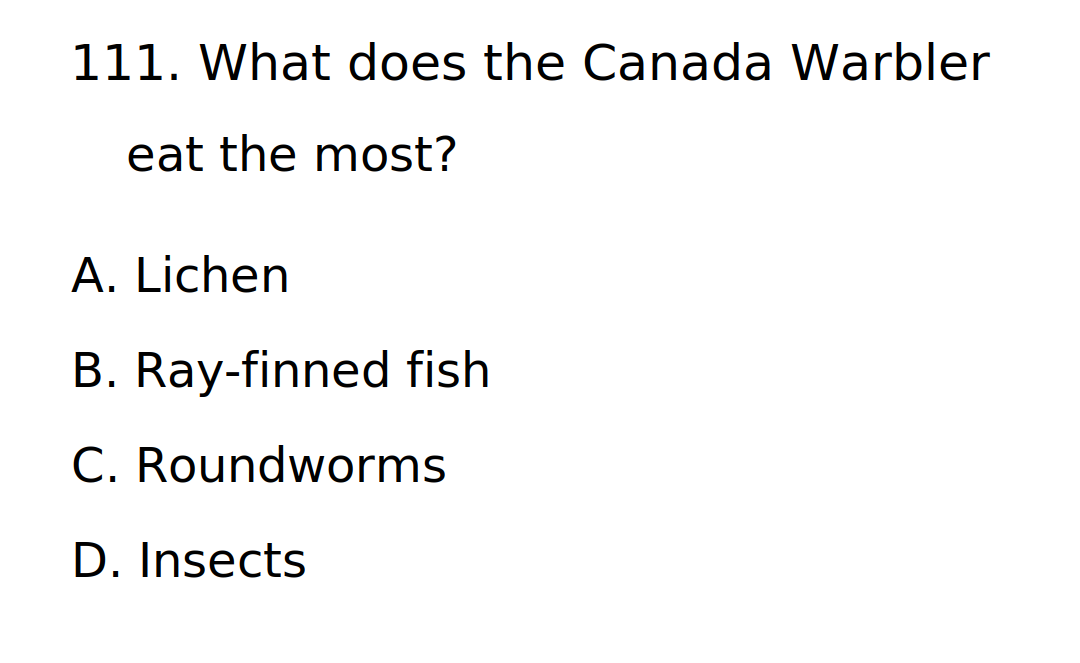 111. What does the Canada Warbler
eat the most?
A. Lichen
B. Ray-finned fish
C. Roundworms
D. Insects